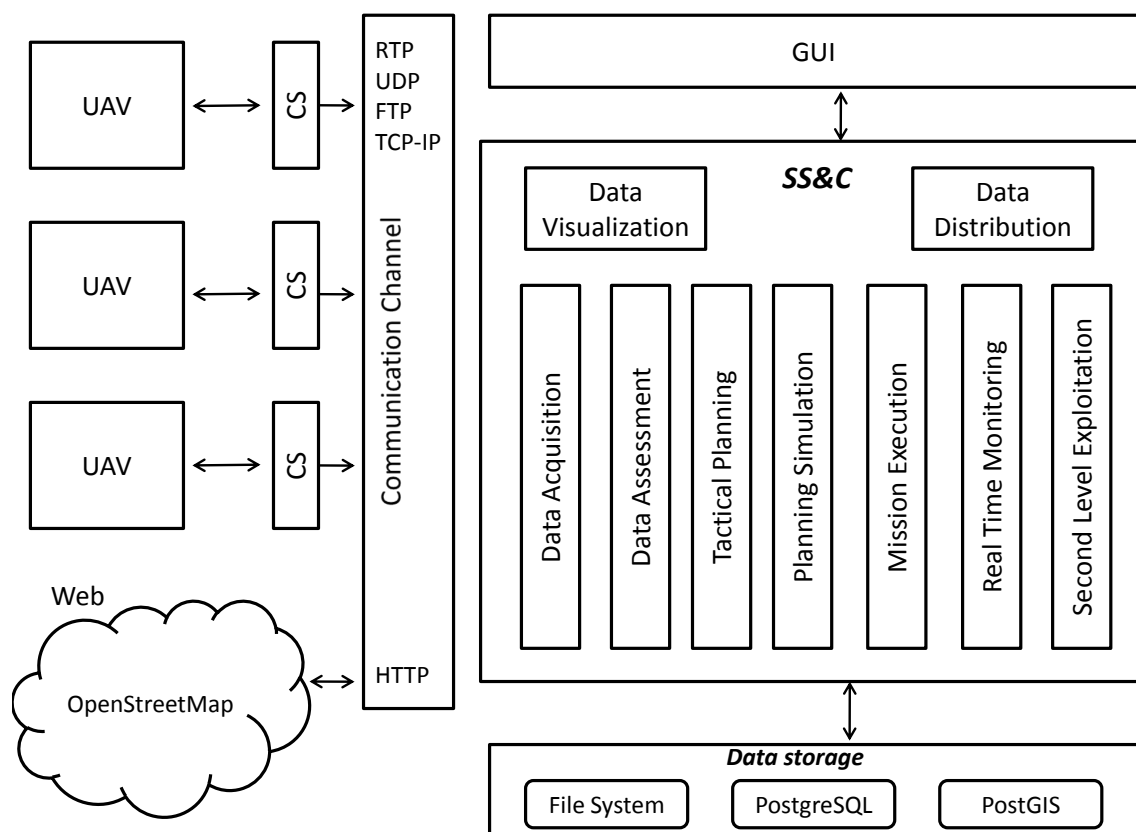 UAV
CS
UAV
CS
UAV
CS
Web
OpenStreetMap
RTP
UDP
FTP
TCP-IP
Communication Channel
HTTP
GUI
SS&C
Data
Visualization
Data
Distribution
Data Acquisition
Data Assessment
Tactical Planning
Planning Simulation
Mission Execution
Real Time Monitoring
Second Level Exploitation
Data storage
File System
PostgreSQL
PostGIS